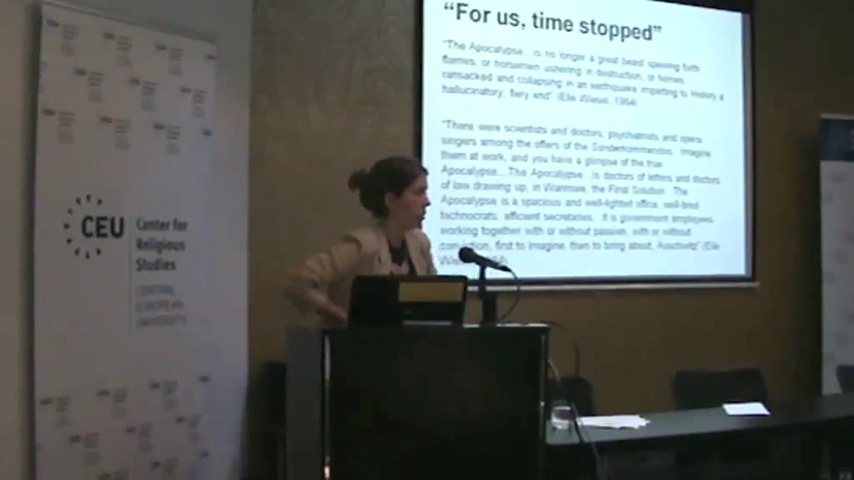 "For us, time stopped"
"The Apocalypse... is no longer a great beast spewing forth
flames, or horsemen ushering in destruction, or homes
ransacked and collapsing in an earthquake imparting to History a
hallucinatory, fiery end" (Elie Wiesel, 1984)
"There were scientists and doctors, psychiatrists and opera
singers among the offers of the Sonderkommandos. Imagine
them at work, and you have a glimpse of the true
Apocalypse...The Apocalypse...is doctors of letters and doctors
of law drawing up, in Wannsee, the Final Solution. The
Apocalypse is a spacious and well-lighted office, well-bred
technocrats, efficient secretaries. It is government employees
working together with or without passion, with or without
conviction, first to imagine, then to bring about, Auschwitz" (Elie
CEU
Center for
Religious
Studies
CENTRAL
EUROPEAN
UNIVERSITY